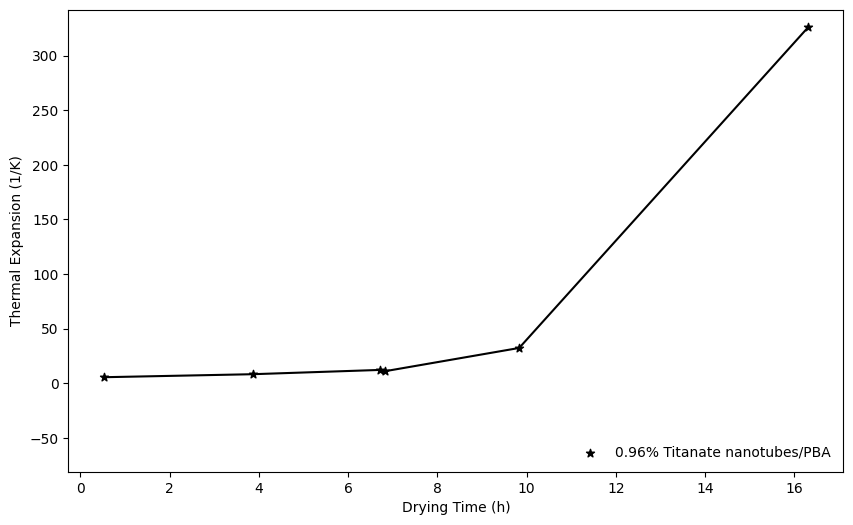 300
250
200
150
100
50
0
−50
Thermal Expansion (1/K)
0.96% Titanate nanotubes/PBA
0 2 4 6 8 10 12 14 16
Drying Time (h)